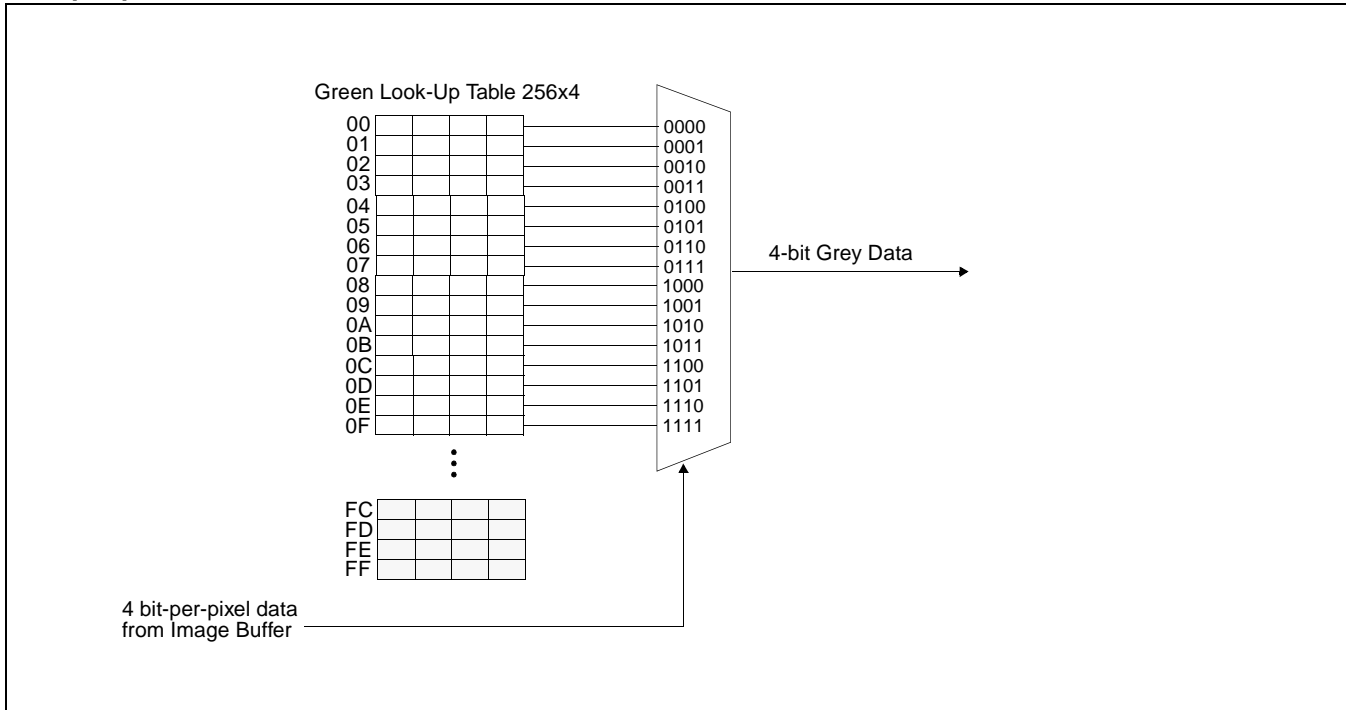 Green Look-Up Table 256x4
00 0000
01 0001
02 0010
03 0011
04 0100
05 0101
06 0110
07 0111
08 1000
09 1001
0A 1010
0B 1011
0C 1100
0D 1101
0E 1110
0F 1111
4-bit Grey Data
FC
FD
FE
FF
4 bit-per-pixel data
from Image Buffer